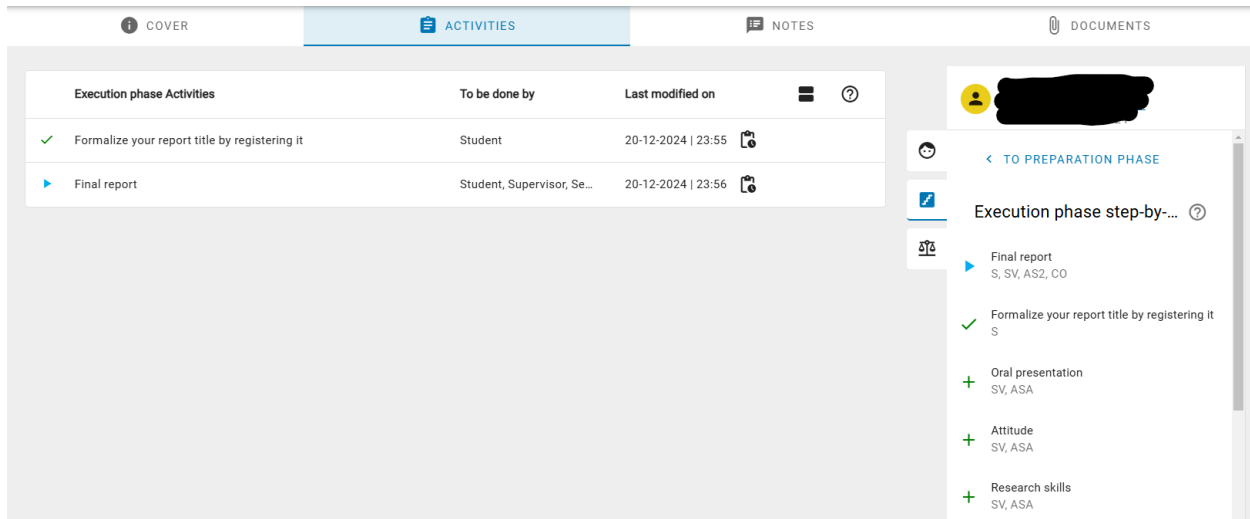 COVER ACTIVITIES NOTES DOCUMENTS
Execution phase Activities To be done by Last modified on
Formalize your report title by registering it Student 20-12-2024 | 23:55
Final report Student, Supervisor, Se... 20-12-2024 | 23:56
< TO PREPARATION PHASE
Execution phase step-by-...
Final report
S, SV, AS2, CO
Formalize your report title by registering it
S
Oral presentation
SV, ASA
Attitude
SV, ASA
Research skills
SV, ASA